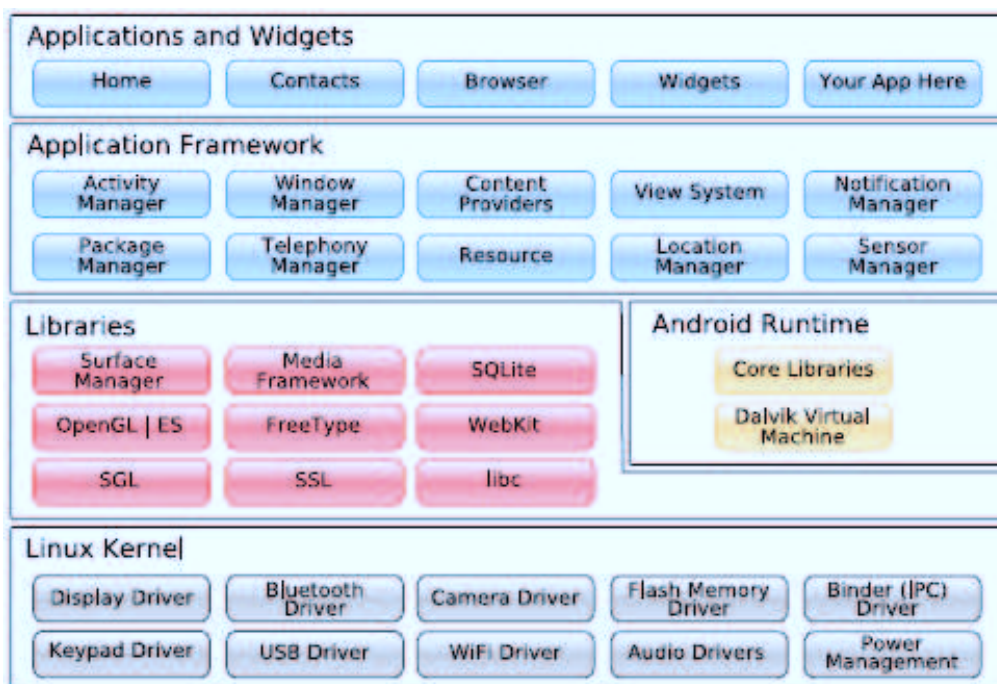 Applications and Widgets
Home
Contacts
Browser
Widgets
Your App Here
Application Framework
Activity
Manager
Window
Manager
Content
Providers
View System
Notification
Manager
Package
Manager
Telephony
Manager
Resource
Location
Manager
Sensor
Manager
Libraries
Surface
Manager
Media
Framework
SQLite
OpenGL | ES
FreeType
WebKit
SGL
SSL
libc
Android Runtime
Core Libraries
Dalvik Virtual
Machine
Linux Kernel
Display Driver
Bluetooth
Driver
Camera Driver
Flash Memory
Driver
Binder (IPC)
Driver
Keypad Driver
USB Driver
WiFi Driver
Audio Drivers
Power
Management